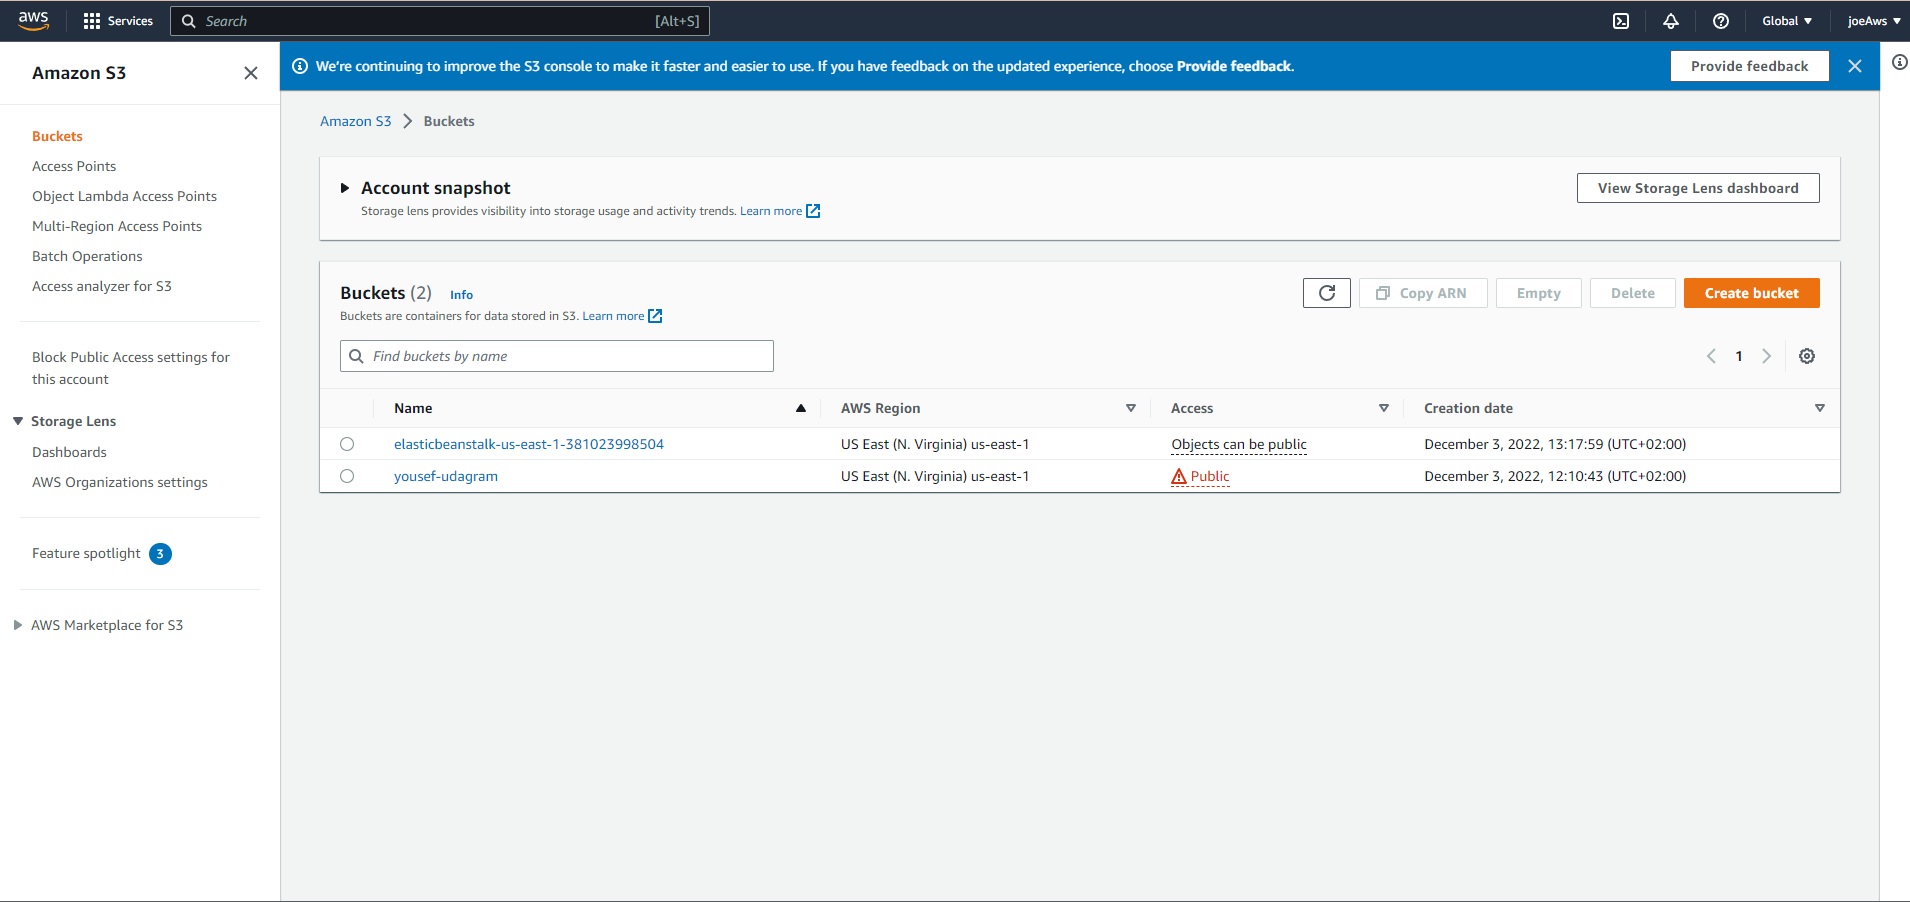 aws
Services
Search [Alt+S]
Global
joeAws
Amazon S3
Buckets
Access Points
Object Lambda Access Points
Multi-Region Access Points
Batch Operations
Access analyzer for S3
Block Public Access settings for
this account
Storage Lens
Dashboards
AWS Organizations settings
Feature spotlight 3
AWS Marketplace for S3
We're continuing to improve the S3 console to make it faster and easier to use. If you have feedback on the updated experience, choose Provide feedback.
Provide feedback
Amazon S3 Buckets
Account snapshot
Storage lens provides visibility into storage usage and activity trends. Learn more
View Storage Lens dashboard
Buckets (2) Info
Buckets are containers for data stored in S3. Learn more
Copy ARN
Empty
Delete
Create bucket
Find buckets by name
1
Name AWS Region Access Creation date
elasticbeanstalk-us-east-1-381023998504 US East (N. Virginia) us-east-1 Objects can be public December 3, 2022, 13:17:59 (UTC+02:00)
yousef-udagram US East (N. Virginia) us-east-1 Public December 3, 2022, 12:10:43 (UTC+02:00)